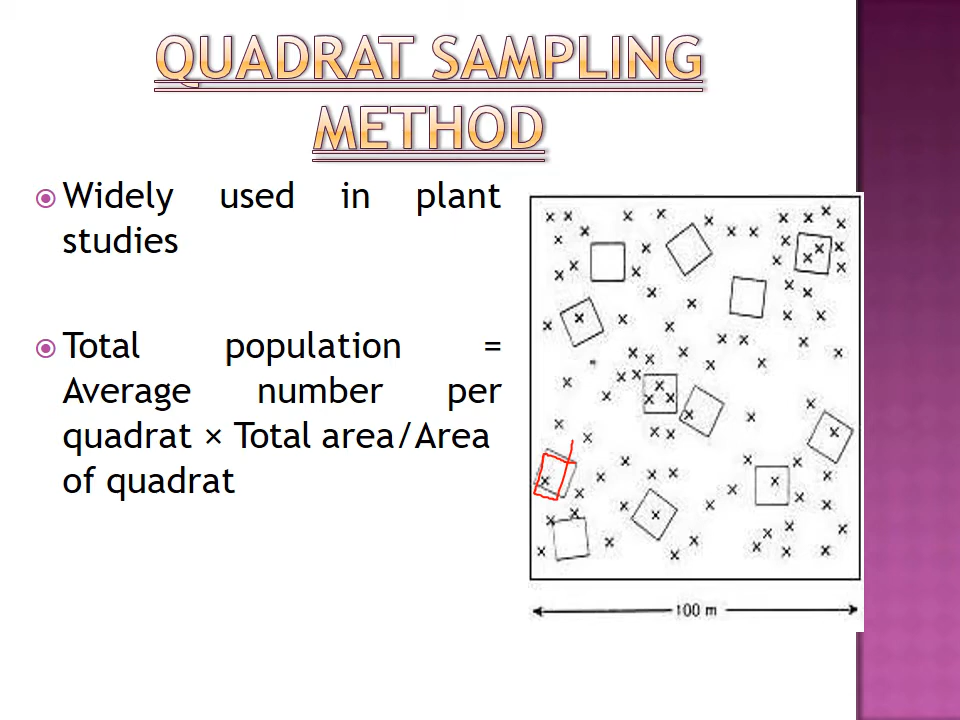 QUADRAT SAMPLING
METHOD
Widely used in plant
studies
Total population =
Average number per
quadrat × Total area/Area
of quadrat
100 m